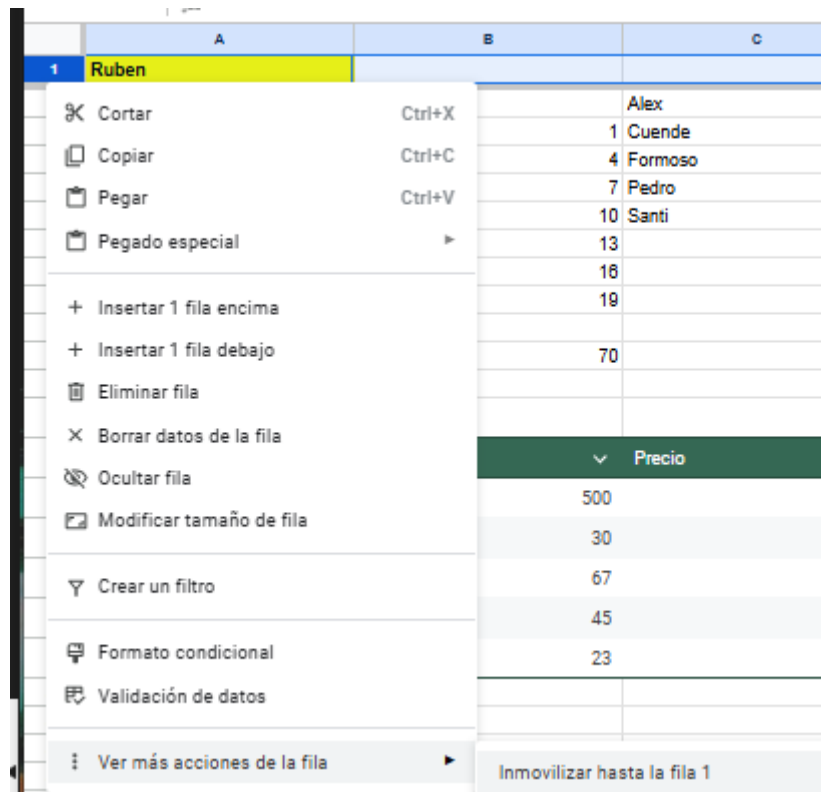 A B C
1 Ruben
Alex
Cortar Ctrl+X
1 Cuende
Copiar Ctrl+C
4 Formoso
Pegar Ctrl+V
7 Pedro
10 Santi
Pegado especial
13
16
Insertar 1 fila encima
19
Insertar 1 fila debajo
70
Eliminar fila
Borrar datos de la fila
Precio
Ocultar fila
500
Modificar tamaño de fila
30
Crear un filtro
67
45
Formato condicional
23
Validación de datos
Ver más acciones de la fila
Inmovilizar hasta la fila 1